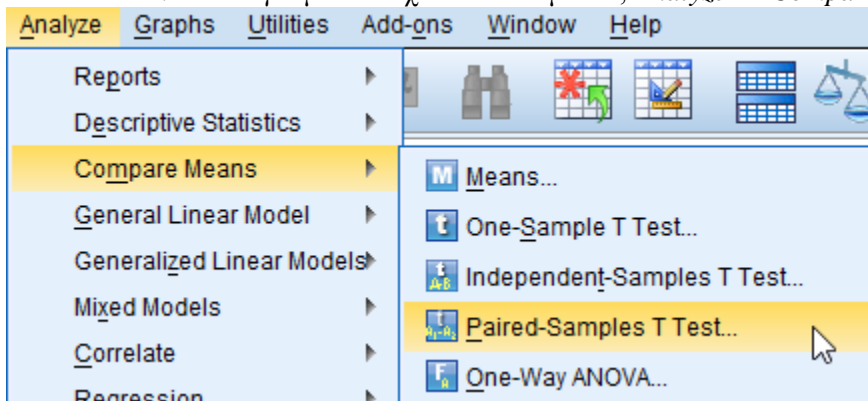 Analyze Graphs Utilities Add-ons Window Help
Reports
Descriptive Statistics
Compare Means
General Linear Model
Generalized Linear Models
Mixed Models
Correlate
Regression
Means...
One-Sample T Test...
Independent-Samples T Test...
Paired-Samples T Test...
One-Way ANOVA...